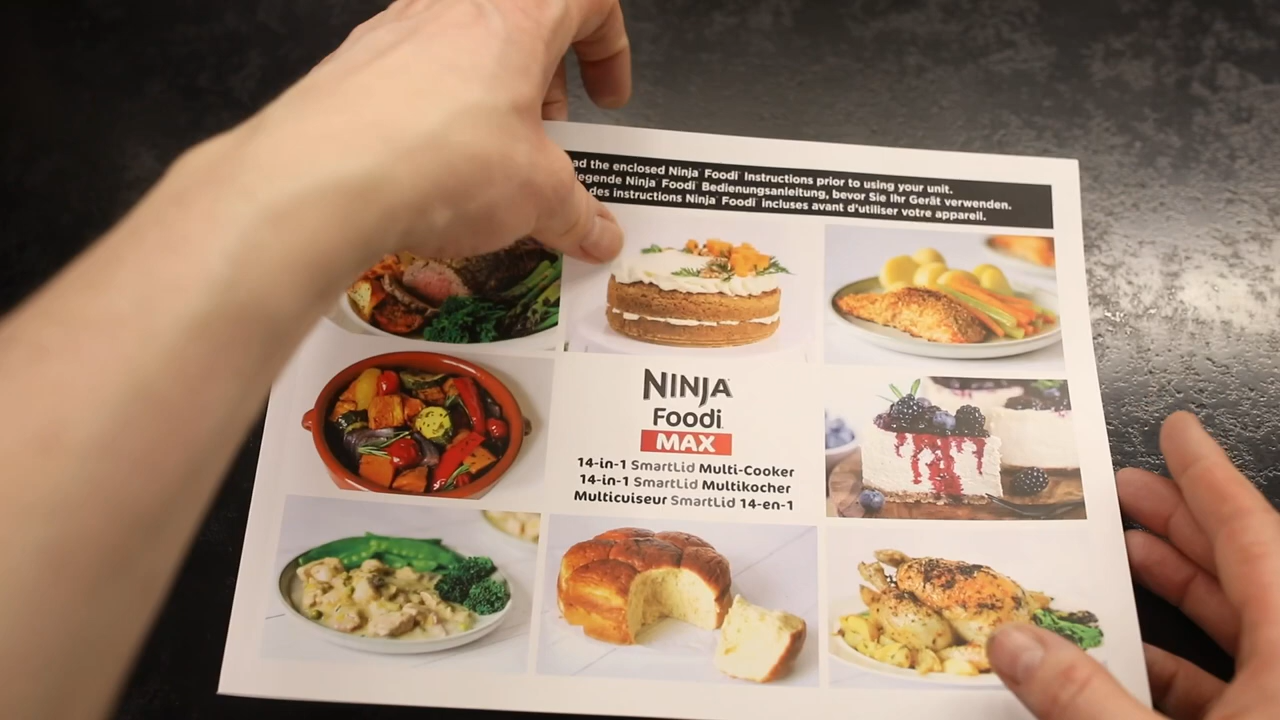 ad the enclosed Ninja® Foodi® Instructions prior to using your unit.
iegende Ninja® Foodi® Bedienungsanleitung, bevor Sie Ihr Gerät verwenden.
des instructions Ninja® Foodi® incluses avant d'utiliser votre appareil.
NINJA
Foodi
MAX
14-in-1 SmartLid Multi-Cooker
14-in-1 SmartLid Multikocher
Multicuiseur SmartLid 14-en-1